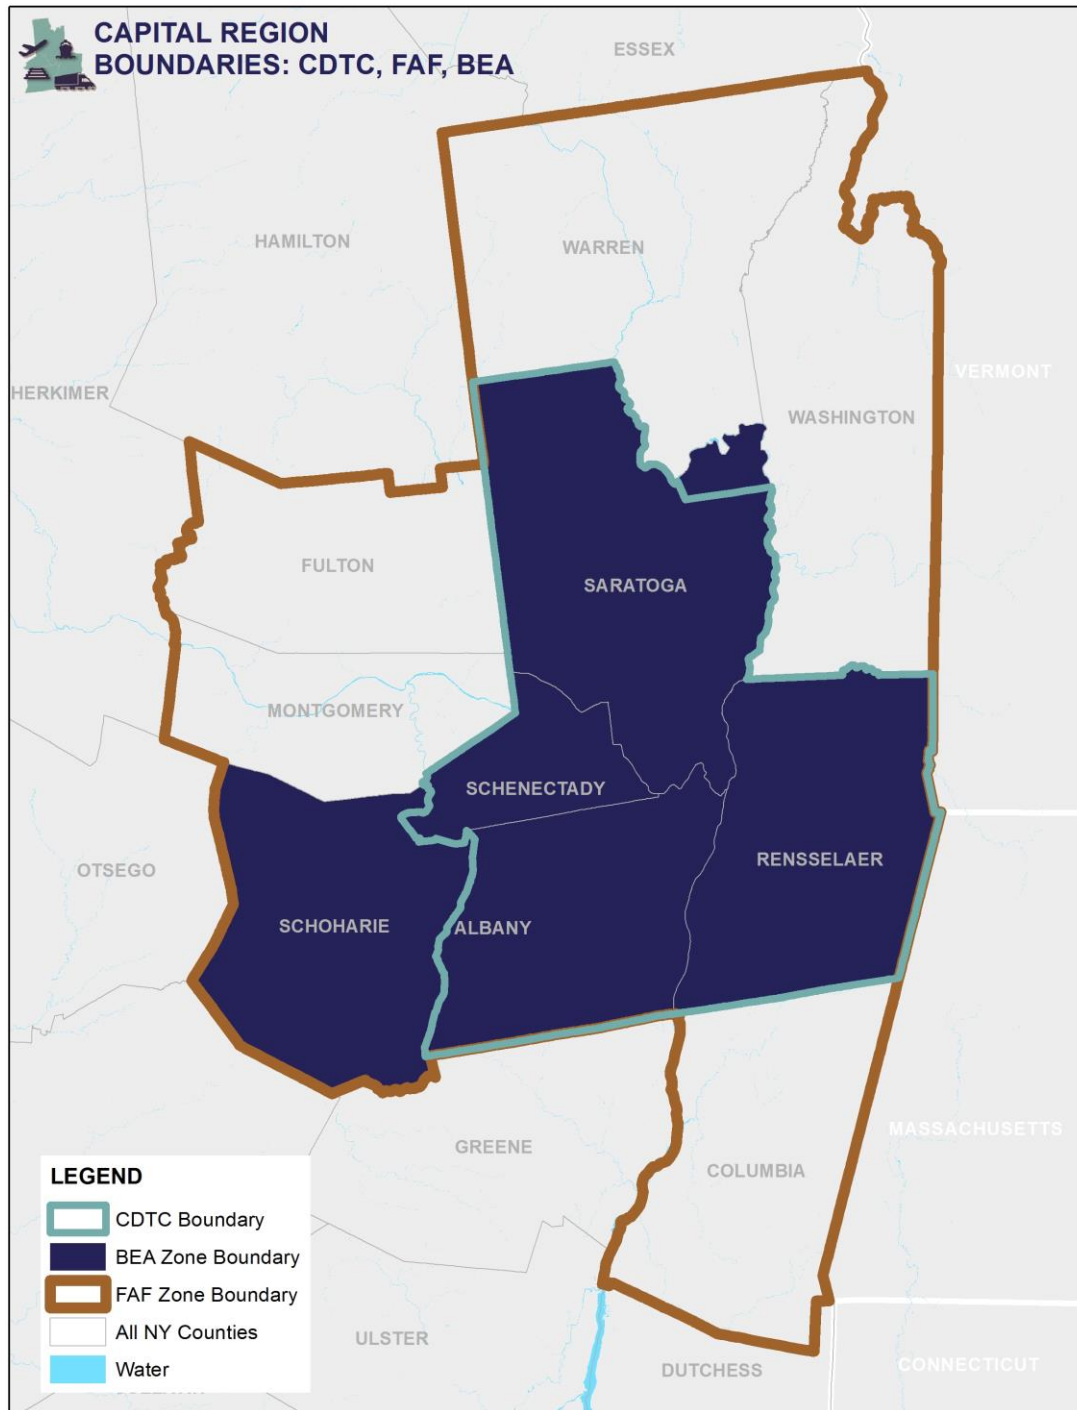 CAPITAL REGION
BOUNDARIES: CDTC, FAF, BEA
ESSEX
HAMILTON
WARREN
HERKIMER
VERMONT
WASHINGTON
FULTON
SARATOGA
MONTGOMERY
SCHENECTADY
RENSSELAER
OTSEGO
SCHOHARIE
ALBANY
MASSACHUSETTS
GREENE
COLUMBIA
LEGEND
CDTC Boundary
BEA Zone Boundary
FAF Zone Boundary
All NY Counties
Water
ULSTER
DUTCHESS
CONNECTICUT